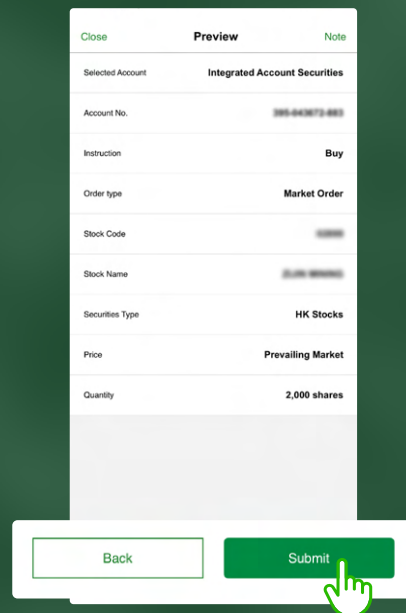 Close Preview Note
Selected Account Integrated Account Securities
Account No.
Instruction Buy
Order type Market Order
Stock Code
Stock Name
Securities Type HK Stocks
Price Prevailing Market
Quantity 2,000 shares
Back Submit